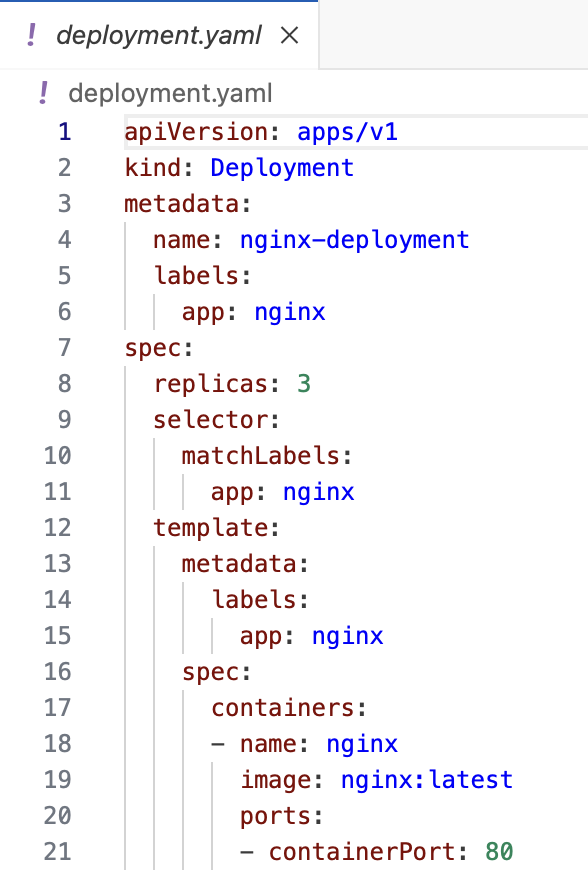 ! deployment.yaml ×
! deployment.yaml
1 apiVersion: apps/v1
2 kind: Deployment
3 metadata:
4   name: nginx-deployment
5   labels:
6     app: nginx
7 spec:
8   replicas: 3
9   selector:
10     matchLabels:
11       app: nginx
12   template:
13     metadata:
14       labels:
15         app: nginx
16     spec:
17       containers:
18       - name: nginx
19         image: nginx:latest
20         ports:
21         - containerPort: 80